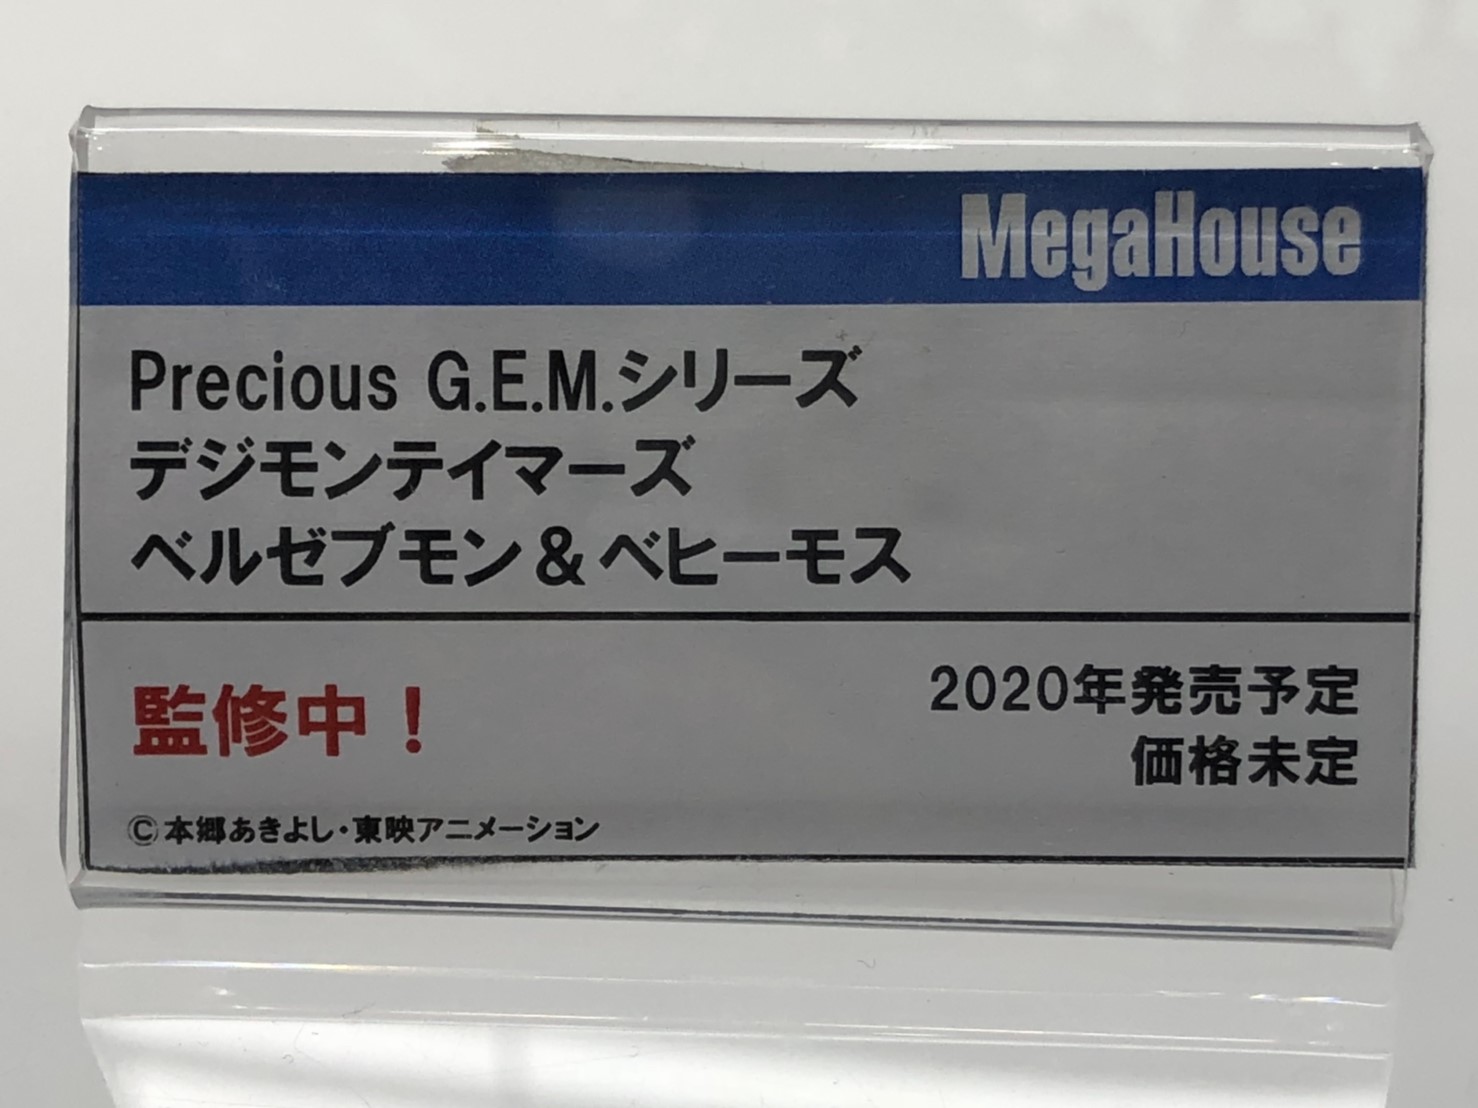 MegaHouse
Precious G.E.M.シリーズ
デジモンテイマーズ
ベルゼブモン＆ベヒーモス
監修中！
2020年発売予定
価格未定
©本郷あきよし・東映アニメーション